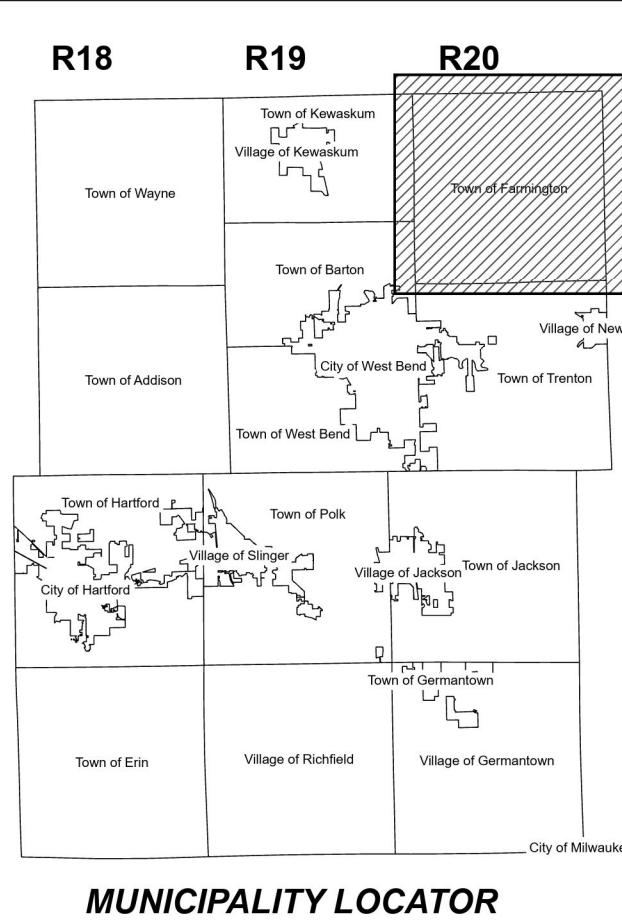 R18 R19 R20
Town of Kewaskum
Village of Kewaskum
Town of Wayne
Town of Farmington
Town of Barton
Village of New
City of West Bend
Town of Addison
Town of Trenton
Town of West Bend
Town of Hartford
Town of Polk
Village of Slinger
Town of Jackson
Village of Jackson
City of Hartford
Town of Germantown
Town of Erin
Village of Richfield
Village of Germantown
City of Milwauke
MUNICIPALITY LOCATOR